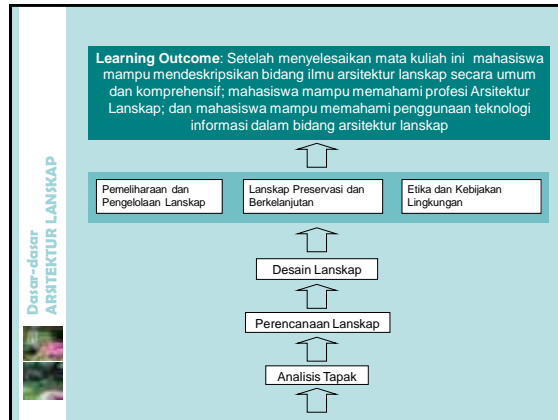 Learning Outcome: Setelah menyelesaikan mata kuliah ini mahasiswa
mampu mendeskripsikan bidang ilmu arsitektur lanskap secara umum
dan komprehensif; mahasiswa mampu memahami profesi Arsitektur
Lanskap; dan mahasiswa mampu memahami penggunaan teknologi
informasi dalam bidang arsitektur lanskap
Pemeliharaan dan
Pengelolaan Lanskap
Lanskap Preservasi dan
Berkelanjutan
Etika dan Kebijakan
Lingkungan
Desain Lanskap
Perencanaan Lanskap
Analisis Tapak
Dasar-dasar
ARSITEKTUR LANSKAP